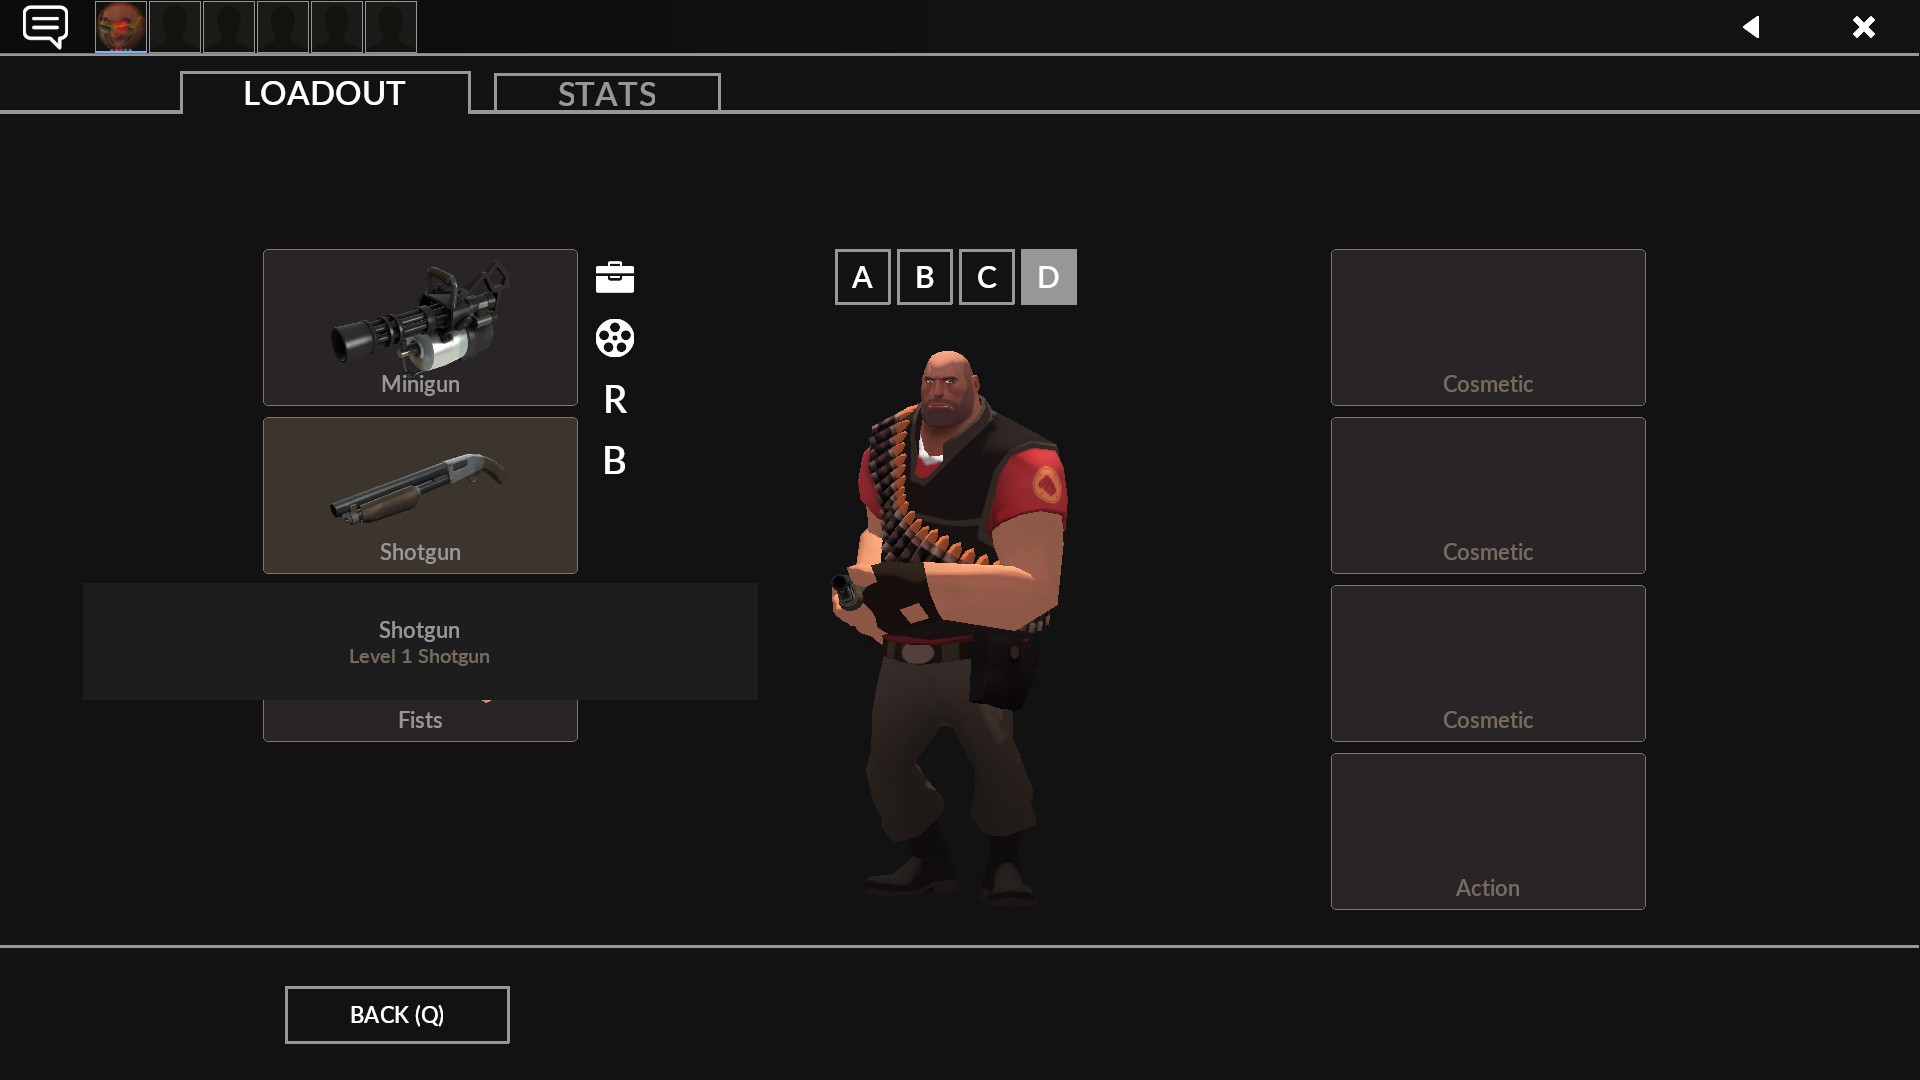 LOADOUT
STATS
A B C D
Minigun
R
B
Shotgun
Shotgun
Level 1 Shotgun
Fists
Cosmetic
Cosmetic
Cosmetic
Action
BACK (Q)